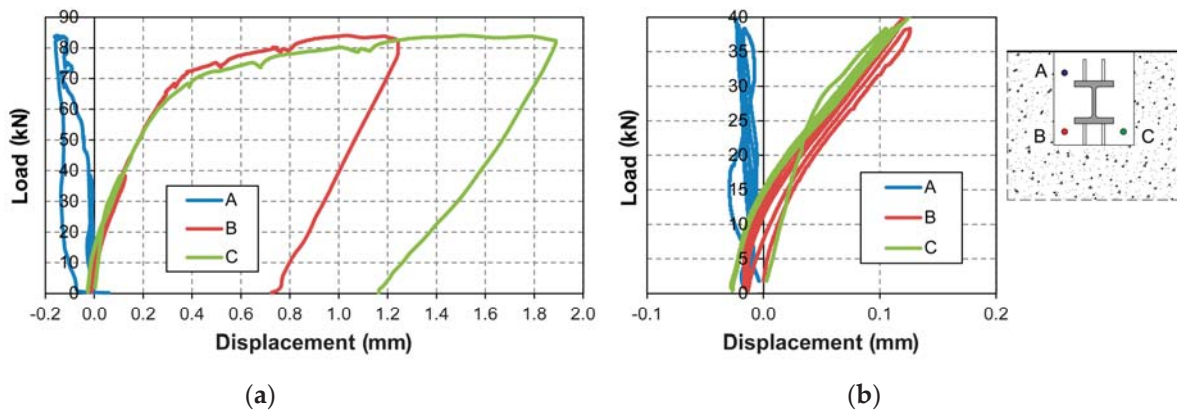 90
80
70
60
50
40
30
20
10
0
-0.2 0.0 0.2 0.4 0.6 0.8 1.0 1.2 1.4 1.6 1.8 2.0
Load (kN)
Displacement (mm)
A
B
C
(a)
40
35
30
25
20
15
10
5
0
-0.1 0.0 0.1 0.2
Load (kN)
Displacement (mm)
A
B
C
(b)
A
B C